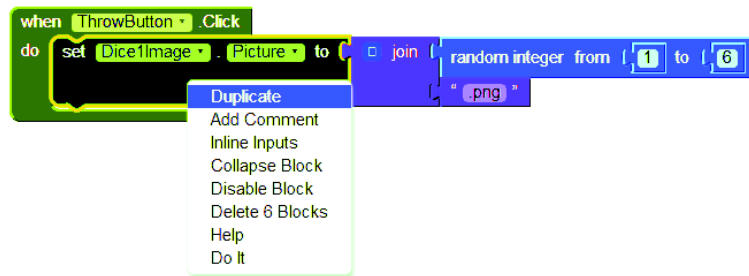 when ThrowButton .Click
do set Dice1Image . Picture to join random integer from 1 to 6
" .png "
Duplicate
Add Comment
Inline Inputs
Collapse Block
Disable Block
Delete 6 Blocks
Help
Do It